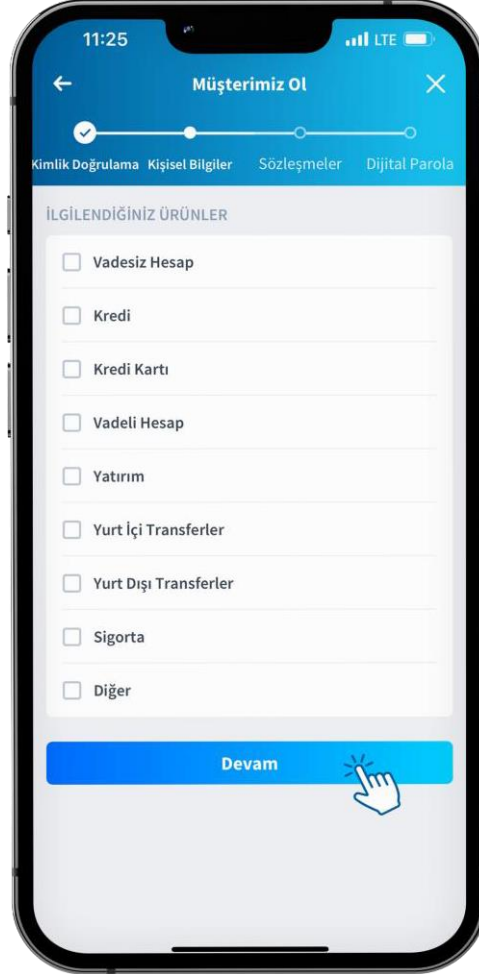 11:25
LTE
Müşterimiz Ol
Kimlik Doğrulama Kişisel Bilgiler Sözleşmeler Dijital Parola
İLGİLENDİĞİNİZ ÜRÜNLER
Vadesiz Hesap
Kredi
Kredi Kartı
Vadeli Hesap
Yatırım
Yurt İçi Transferler
Yurt Dışı Transferler
Sigorta
Diğer
Devam